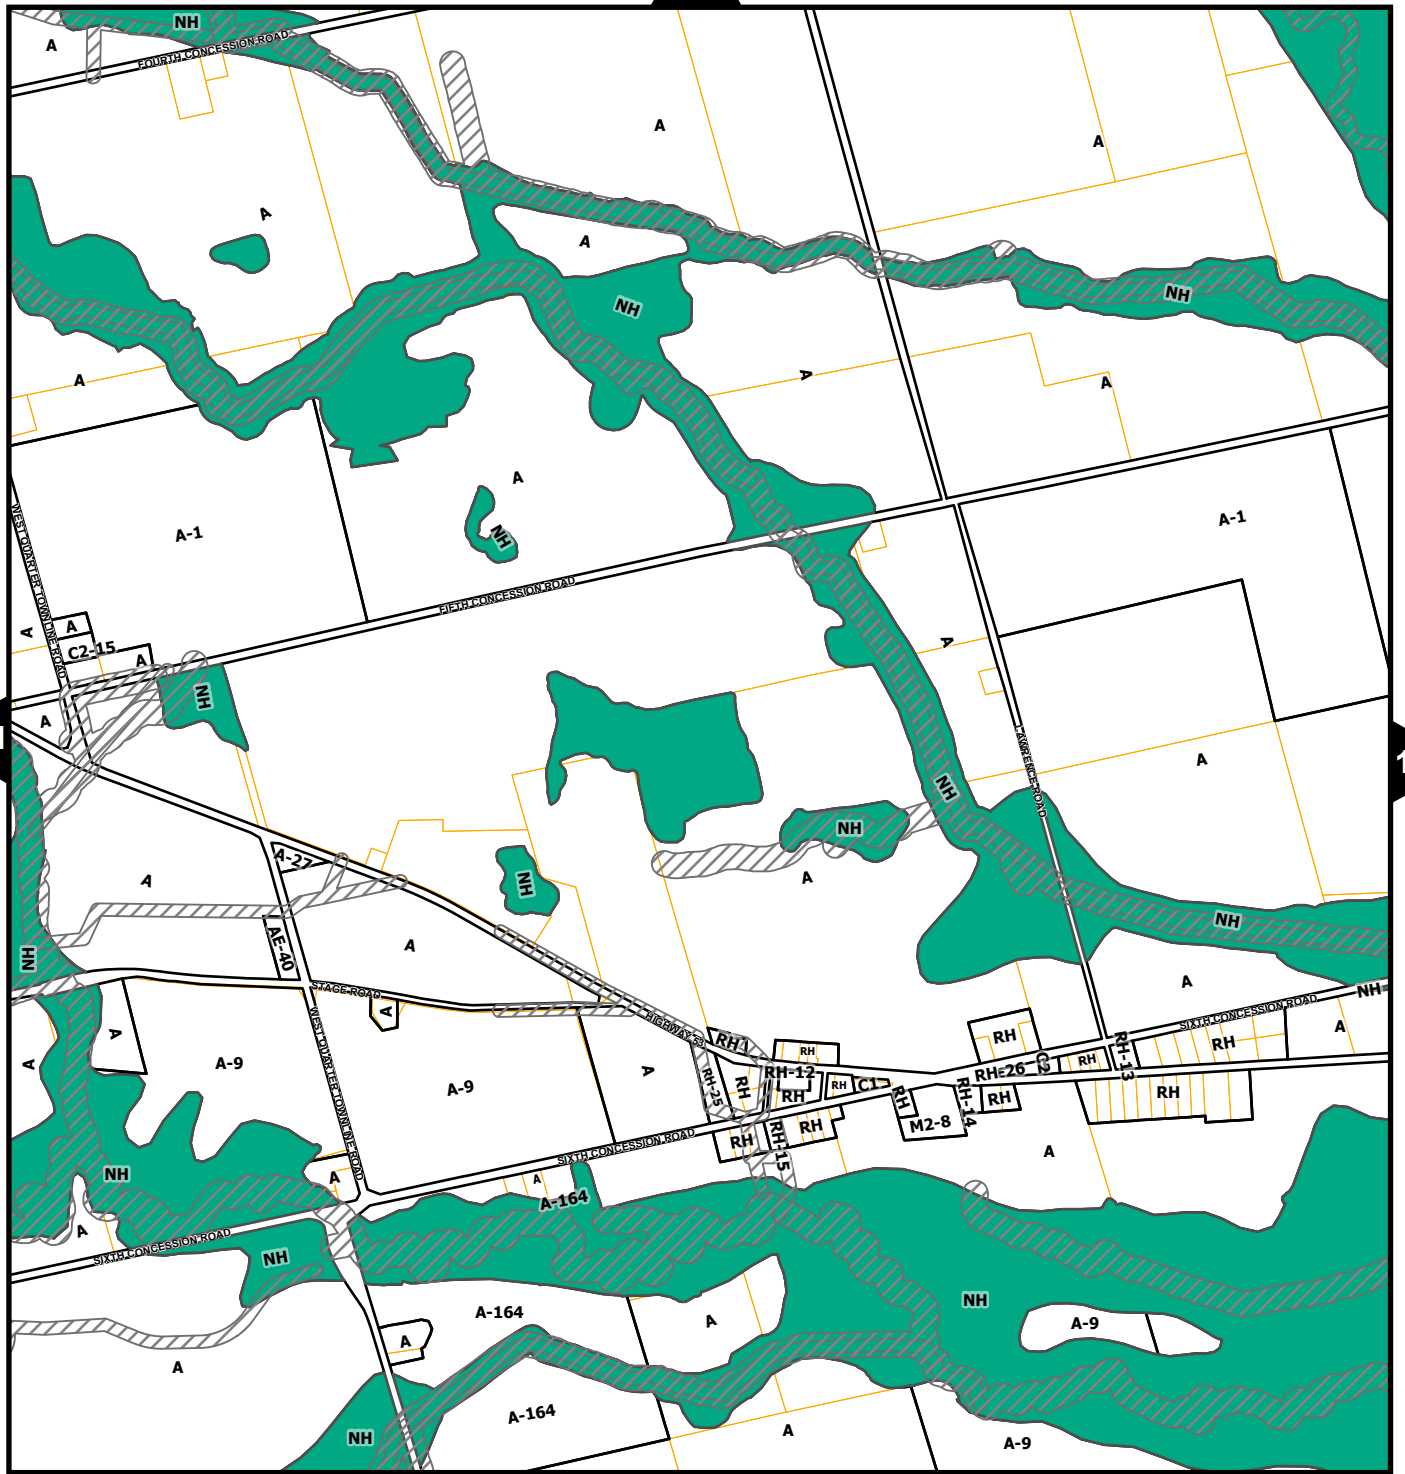 NH
A
FOURTH CONCESSION ROAD
A
A
A
A
NH
NH
A
A
A
A
A-1
A-1
NH
WEST QUARTER TOWNLINE ROAD
FIFTH CONCESSION ROAD
A
A
C2-15
A
A
NH
A
LAWRENCE ROAD
A
NH
NH
A-27
A
NH
A
AE-40
A
NH
NH
A
STAGE ROAD
A
HIGHWAY 53
NH
SIXTH CONCESSION ROAD
A
A
A-9
A
A-9
A
RH
RH
RH
RH-12
RH-25
RH
RH
RH
C1
RH
RH-26
C2
RH
RH-13
RH
A
RH-14
RH
M2-8
RH
RH
RH
RH-15
SIXTH CONCESSION ROAD
WEST QUARTER TOWNLINE ROAD
A
NH
A
A
A-164
A
SIXTH CONCESSION ROAD
NH
A-164
A
NH
A-9
A
A
A-164
NH
A
A-9